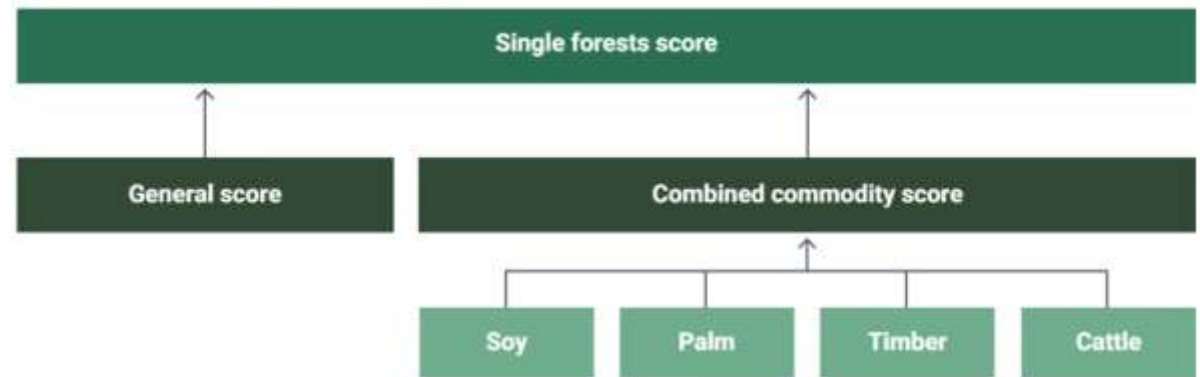 Single forests score
General score
Combined commodity score
Soy
Palm
Timber
Cattle